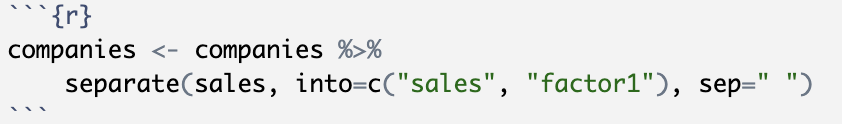 ```{r}
companies <- companies %>%
    separate(sales, into=c("sales", "factor1"), sep=" ")
```